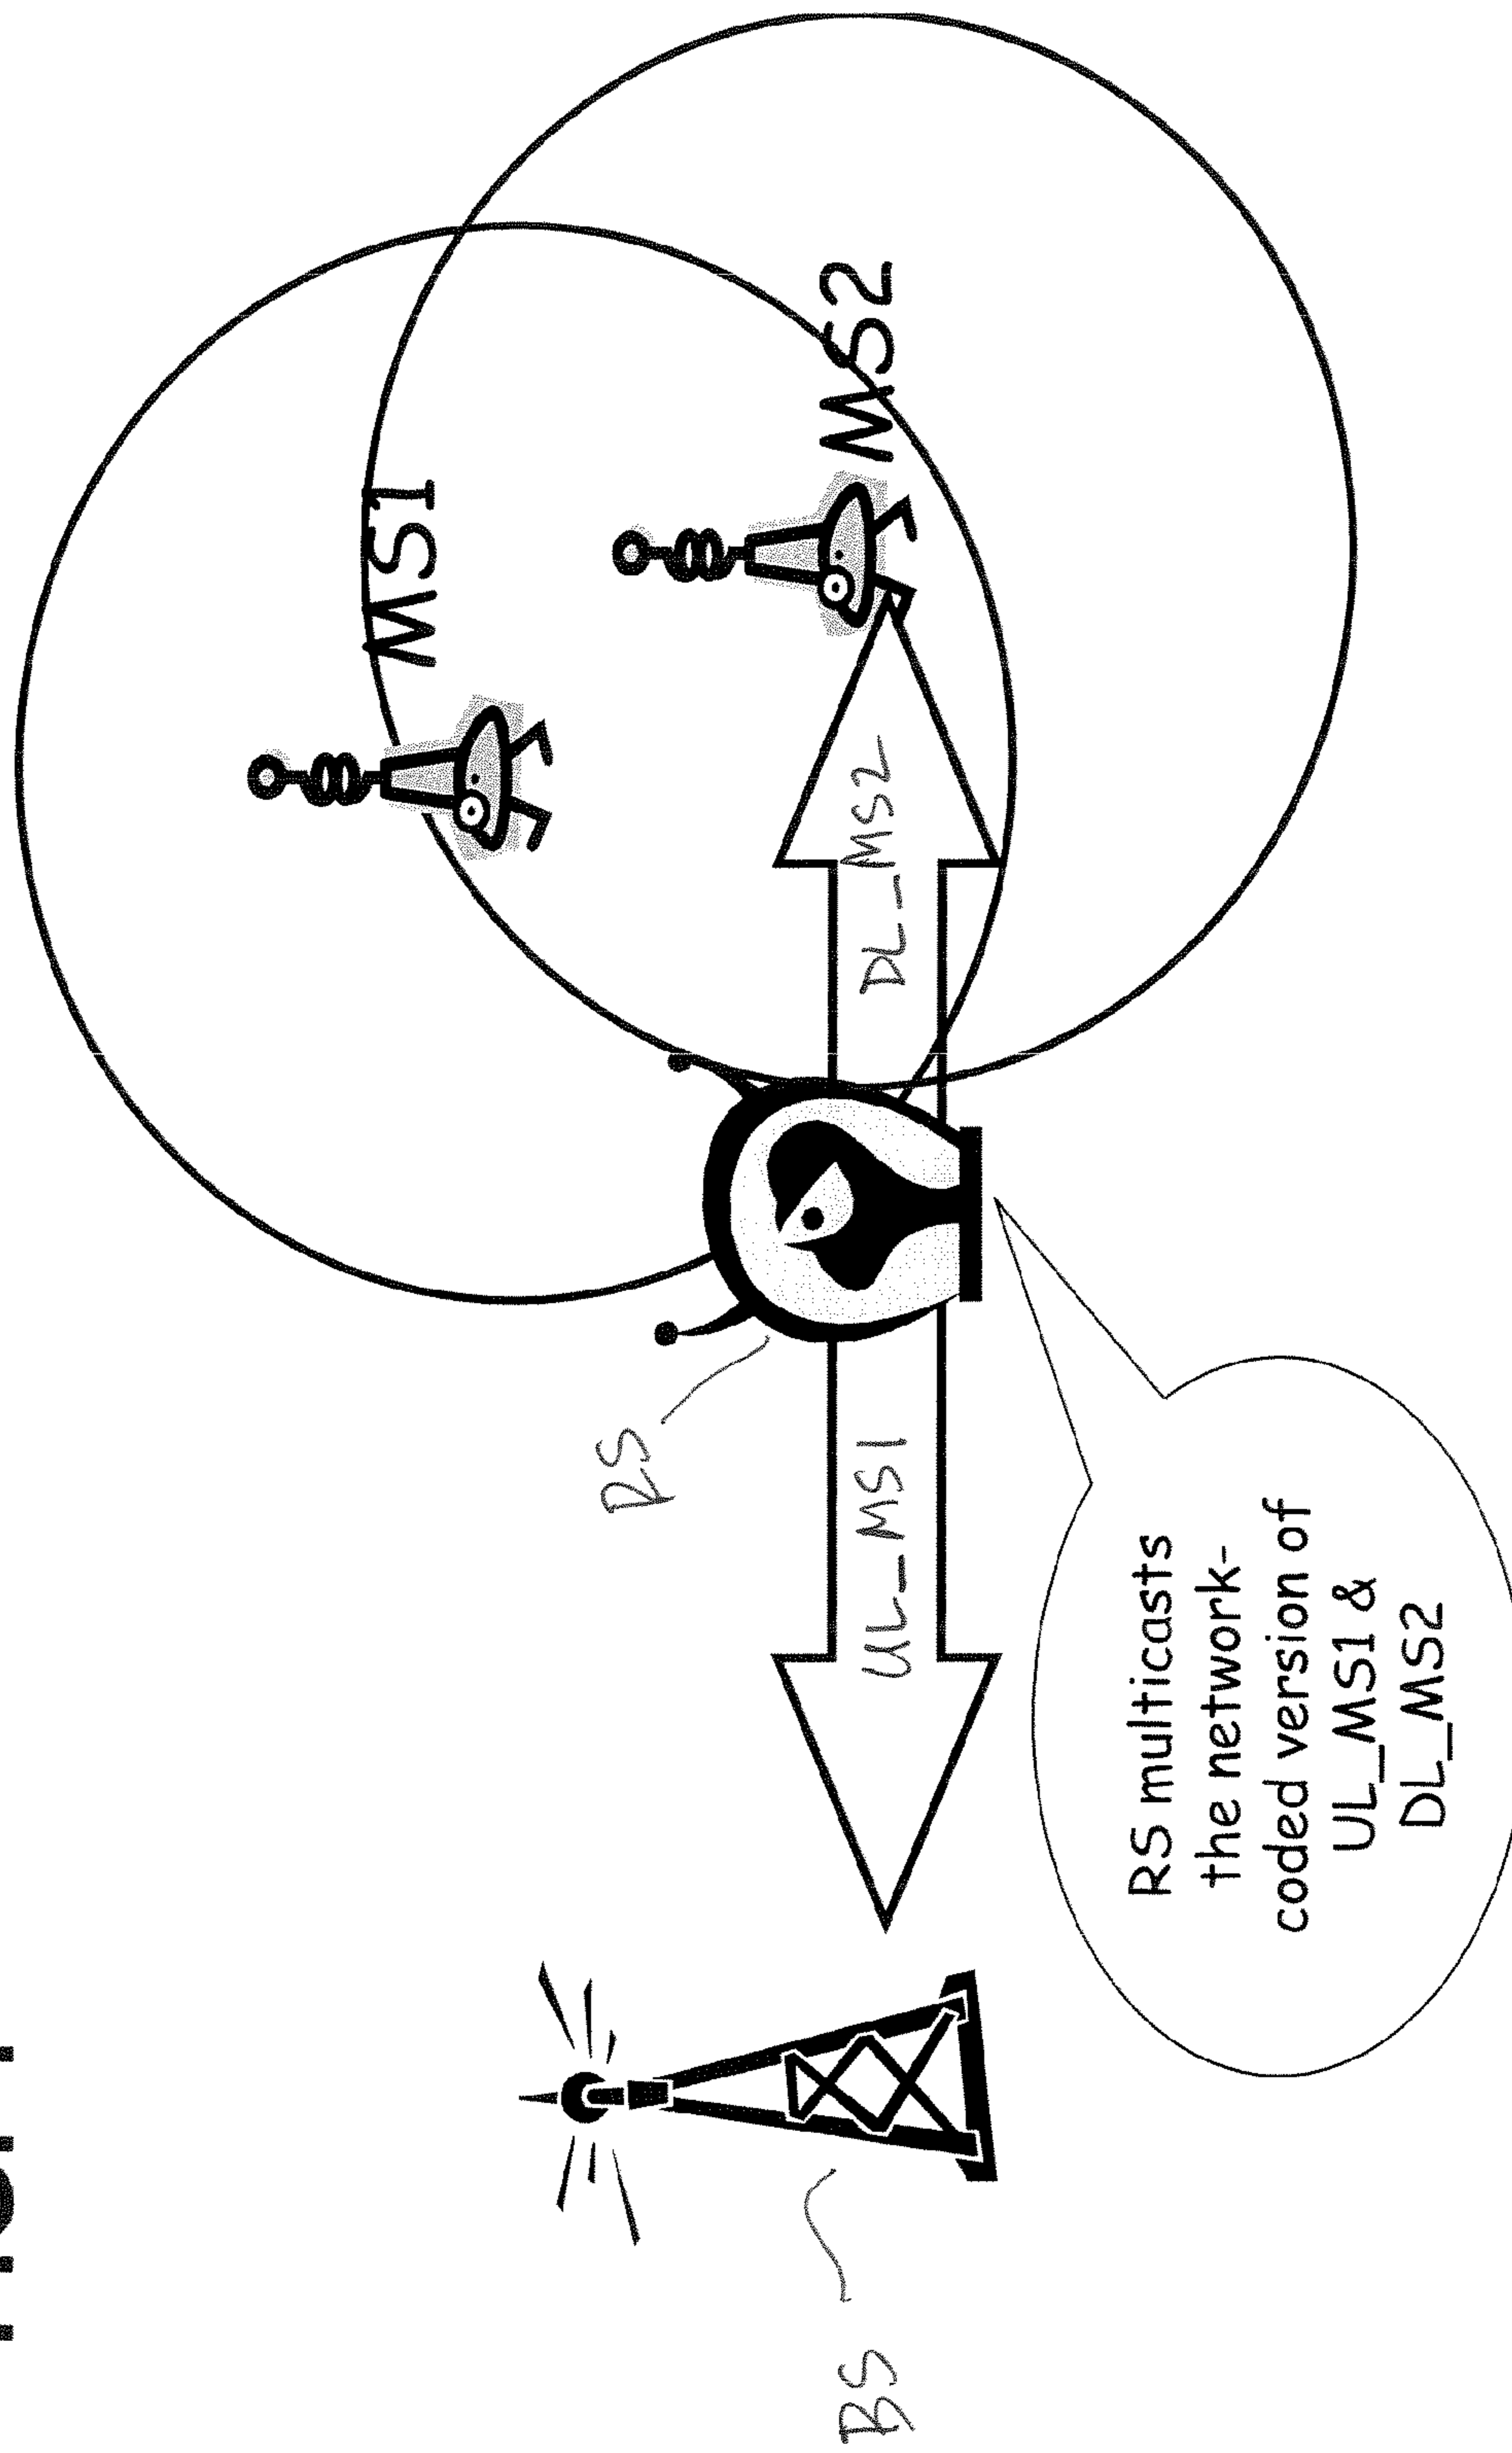 MS1
MS2
RS
DL_MS2
UL_MS1
BS
RS multicasts
the network-
coded version of
UL_MS1 &
DL_MS2